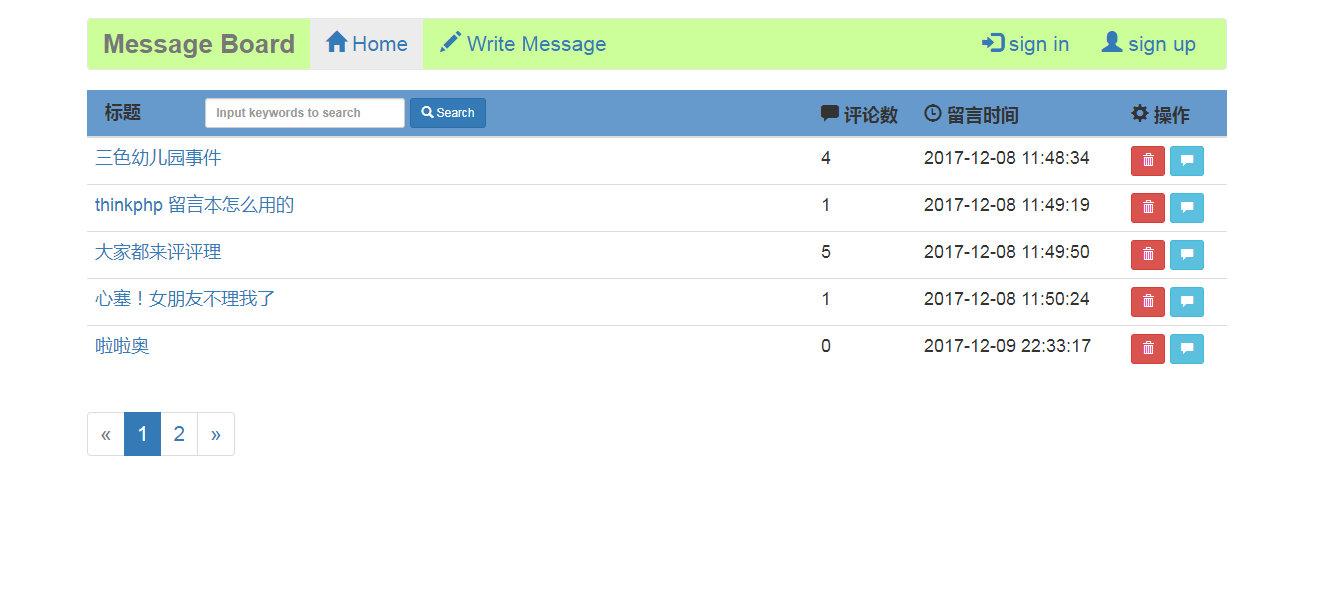 Message Board Home Write Message sign in sign up
标题 Input keywords to search Search 评论数 留言时间 操作
三色幼儿园事件 4 2017-12-08 11:48:34
thinkphp 留言本怎么用的 1 2017-12-08 11:49:19
大家都来评评理 5 2017-12-08 11:49:50
心塞！女朋友不理我了 1 2017-12-08 11:50:24
啦啦奥 0 2017-12-09 22:33:17
« 1 2 »